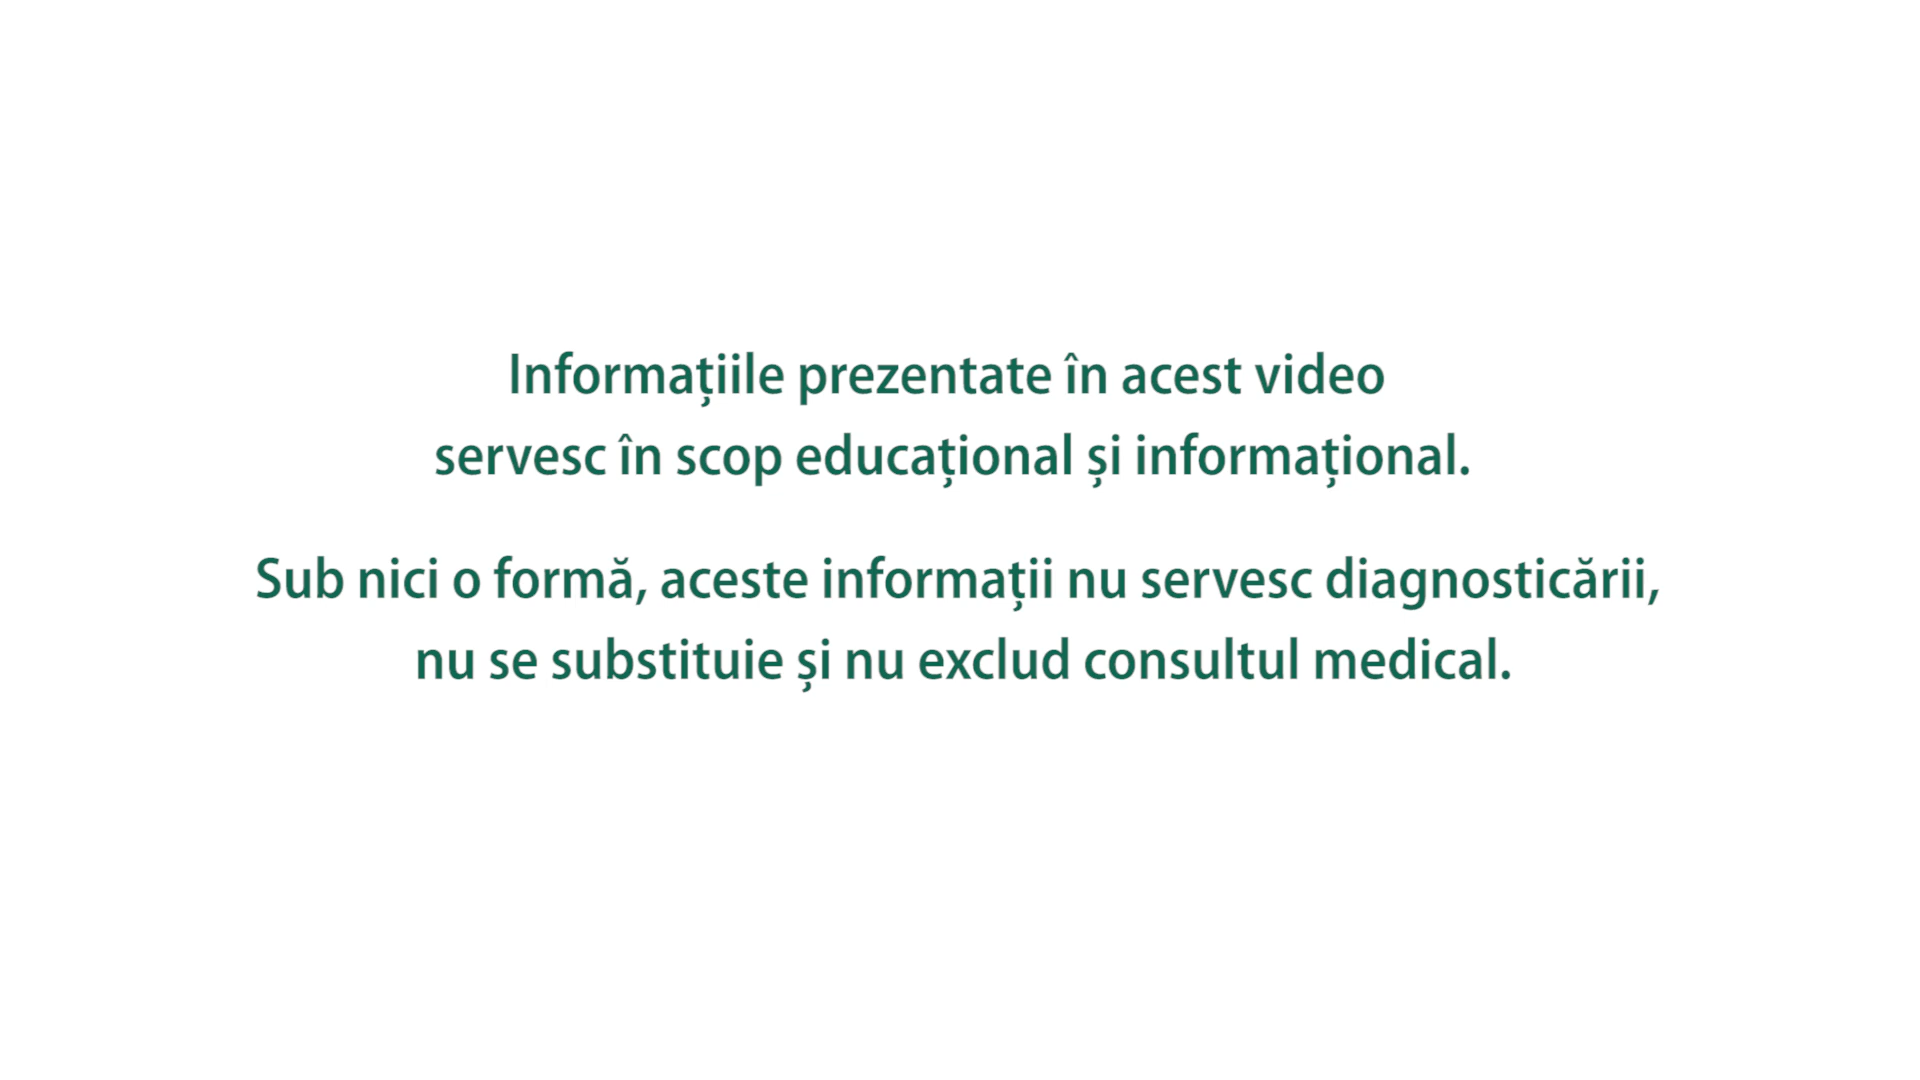 Informațiile prezentate în acest video
servesc în scop educațional și informațional.
Sub nici o formă, aceste informații nu servesc diagnosticării,
nu se substituie și nu exclud consultul medical.